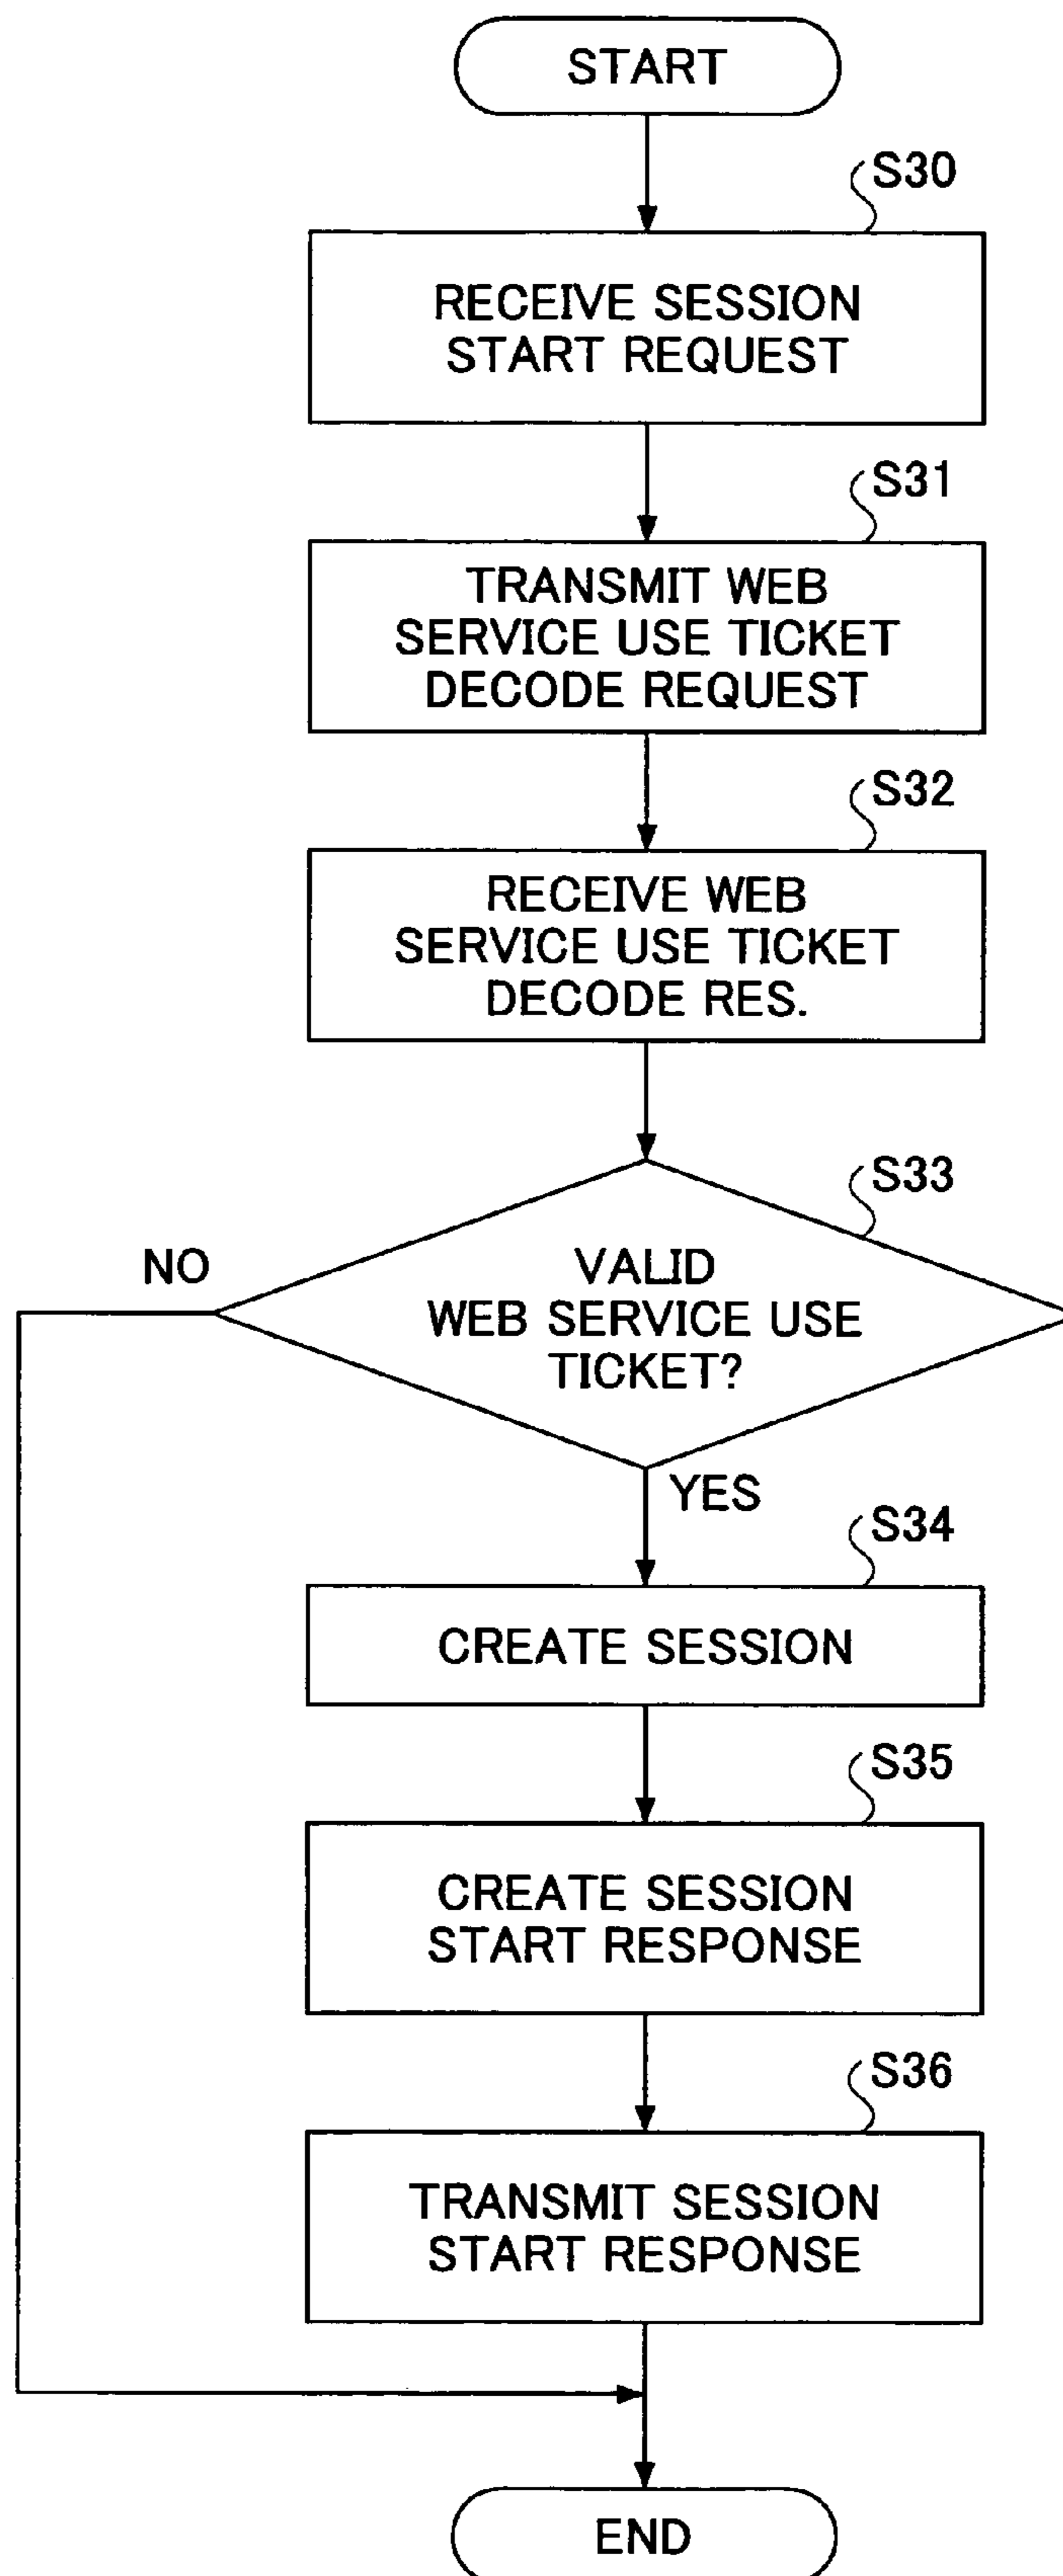 START
S30
RECEIVE SESSION
START REQUEST
S31
TRANSMIT WEB
SERVICE USE TICKET
DECODE REQUEST
S32
RECEIVE WEB
SERVICE USE TICKET
DECODE RES.
S33
NO
VALID
WEB SERVICE USE
TICKET?
YES
S34
CREATE SESSION
S35
CREATE SESSION
START RESPONSE
S36
TRANSMIT SESSION
START RESPONSE
END